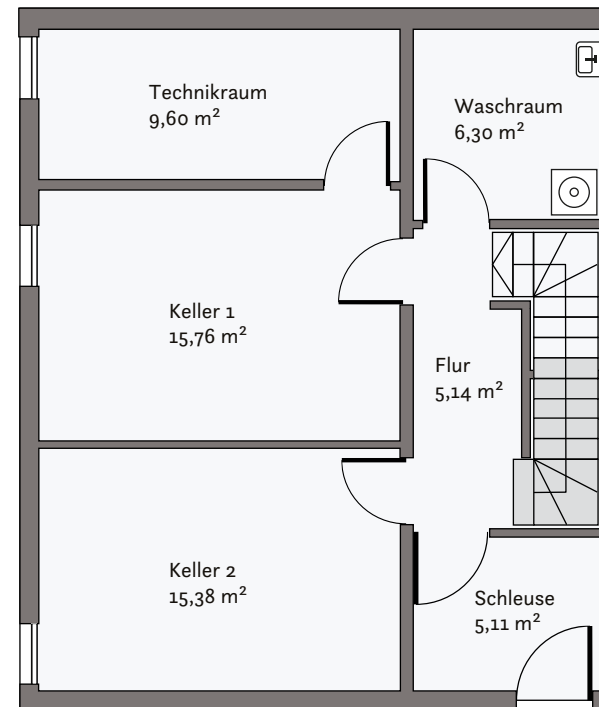 Technikraum
9,60 m²
Waschraum
6,30 m²
Keller 1
15,76 m²
Flur
5,14 m²
Keller 2
15,38 m²
Schleuse
5,11 m²